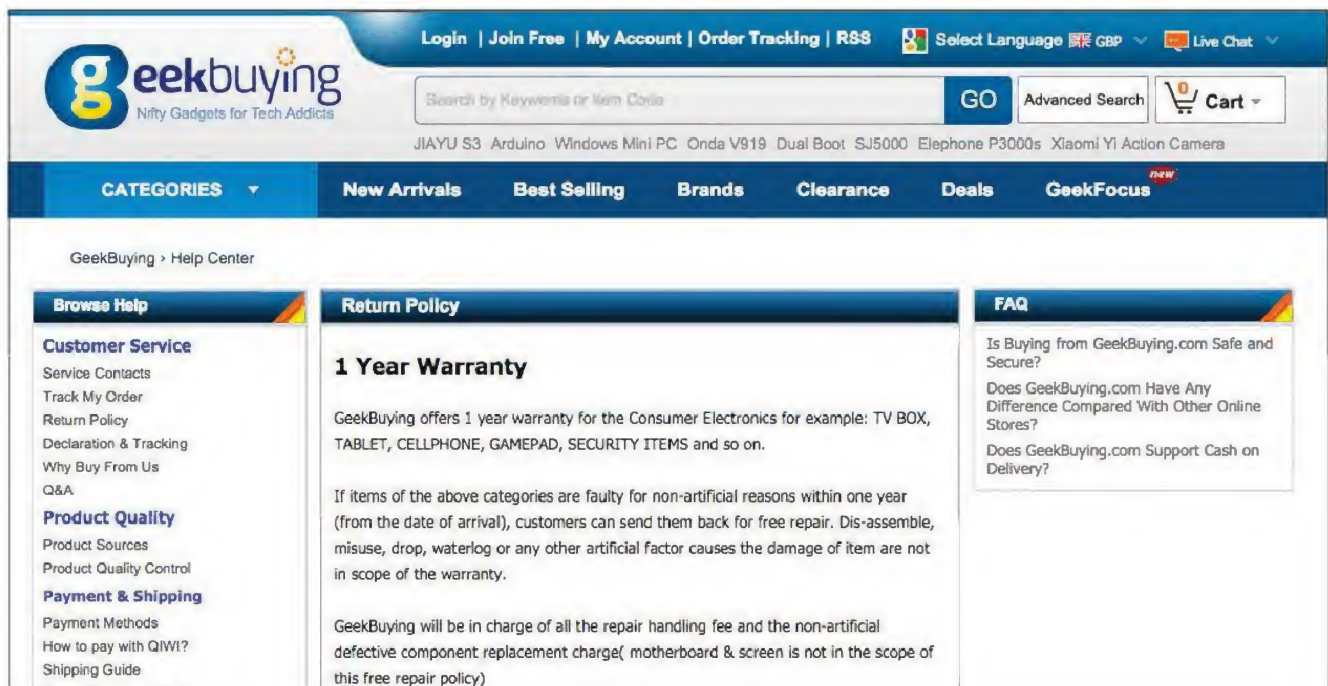 Login | Join Free | My Account | Order Tracking | RSS Select Language GBP Live Chat
geekbuying
Nifty Gadgets for Tech Addicts
Search by Keywords or Item Code GO Advanced Search 0 Cart
JIAYU S3 Arduino Windows Mini PC Onda V919 Dual Boot SJ5000 Elephone P3000s Xiaomi Yi Action Camera
CATEGORIES New Arrivals Best Selling Brands Clearance Deals GeekFocus new
GeekBuying › Help Center
Browse Help
Customer Service
Service Contacts
Track My Order
Return Policy
Declaration & Tracking
Why Buy From Us
Q&A
Product Quality
Product Sources
Product Quality Control
Payment & Shipping
Payment Methods
How to pay with QIWI?
Shipping Guide
Return Policy
1 Year Warranty
GeekBuying offers 1 year warranty for the Consumer Electronics for example: TV BOX,
TABLET, CELLPHONE, GAMEPAD, SECURITY ITEMS and so on.
If items of the above categories are faulty for non-artificial reasons within one year
(from the date of arrival), customers can send them back for free repair. Dis-assemble,
misuse, drop, waterlog or any other artificial factor causes the damage of item are not
in scope of the warranty.
GeekBuying will be in charge of all the repair handling fee and the non-artificial
defective component replacement charge( motherboard & screen is not in the scope of
this free repair policy)
FAQ
Is Buying from GeekBuying.com Safe and
Secure?
Does GeekBuying.com Have Any
Difference Compared With Other Online
Stores?
Does GeekBuying.com Support Cash on
Delivery?